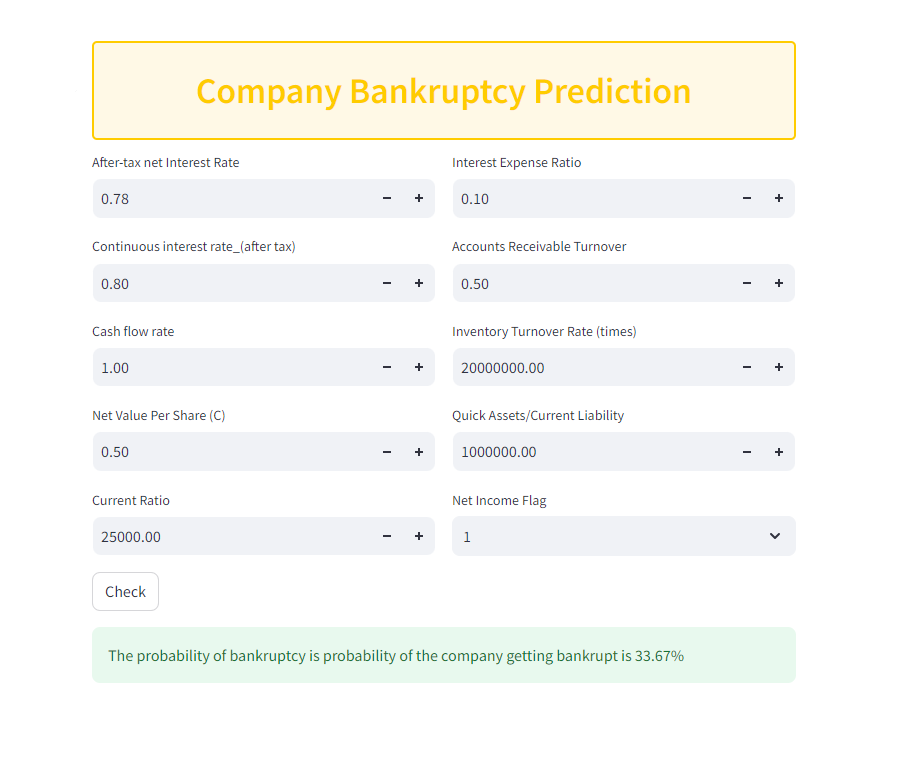 Company Bankruptcy Prediction
After-tax net Interest Rate
Interest Expense Ratio
0.78
0.10
Continuous interest rate_(after tax)
Accounts Receivable Turnover
0.80
0.50
Cash flow rate
Inventory Turnover Rate (times)
1.00
20000000.00
Net Value Per Share (C)
Quick Assets/Current Liability
0.50
1000000.00
Current Ratio
Net Income Flag
25000.00
1
Check
The probability of bankruptcy is probability of the company getting bankrupt is 33.67%